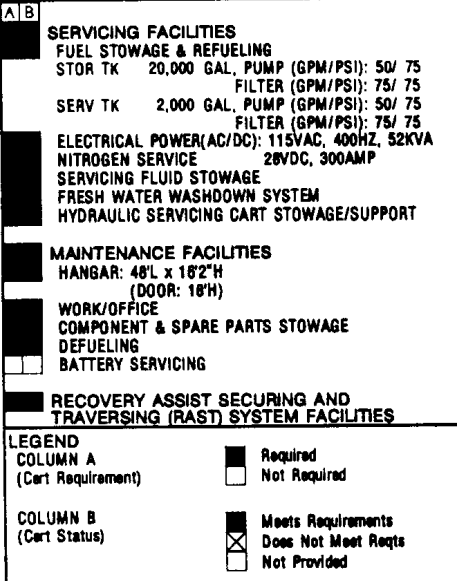 A B
SERVICING FACILITIES
FUEL STOWAGE & REFUELING
STOR TK 20,000 GAL, PUMP (GPM/PSI): 50/ 75
FILTER (GPM/PSI): 75/ 75
SERV TK 2,000 GAL, PUMP (GPM/PSI): 50/ 75
FILTER (GPM/PSI): 75/ 75
ELECTRICAL POWER(AC/DC): 115VAC, 400HZ, 52KVA
NITROGEN SERVICE 28VDC, 300AMP
SERVICING FLUID STOWAGE
FRESH WATER WASHDOWN SYSTEM
HYDRAULIC SERVICING CART STOWAGE/SUPPORT
MAINTENANCE FACILITIES
HANGAR: 48'L x 18'2"H
(DOOR: 18'H)
WORK/OFFICE
COMPONENT & SPARE PARTS STOWAGE
DEFUELING
BATTERY SERVICING
RECOVERY ASSIST SECURING AND
TRAVERSING (RAST) SYSTEM FACILITIES
LEGEND
COLUMN A
(Cert Requirement)
Required
Not Required
COLUMN B
(Cert Status)
Meets Requirements
Does Not Meet Reqts
Not Provided